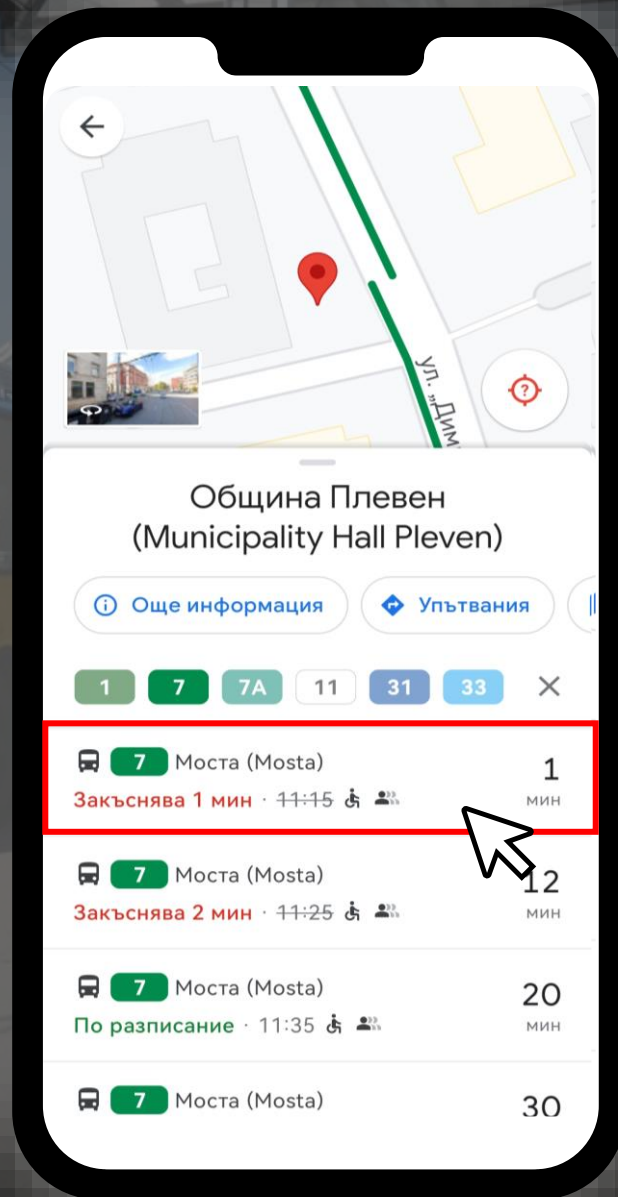 ул. „Дим
Община Плевен
(Municipality Hall Pleven)
Още информация
Упътвания
1 7 7A 11 31 33
7 Моста (Mosta) 1
Закъснява 1 мин · 11:15 мин
7 Моста (Mosta) 12
Закъснява 2 мин · 11:25 мин
7 Моста (Mosta) 20
По разписание · 11:35 мин
7 Моста (Mosta) 30